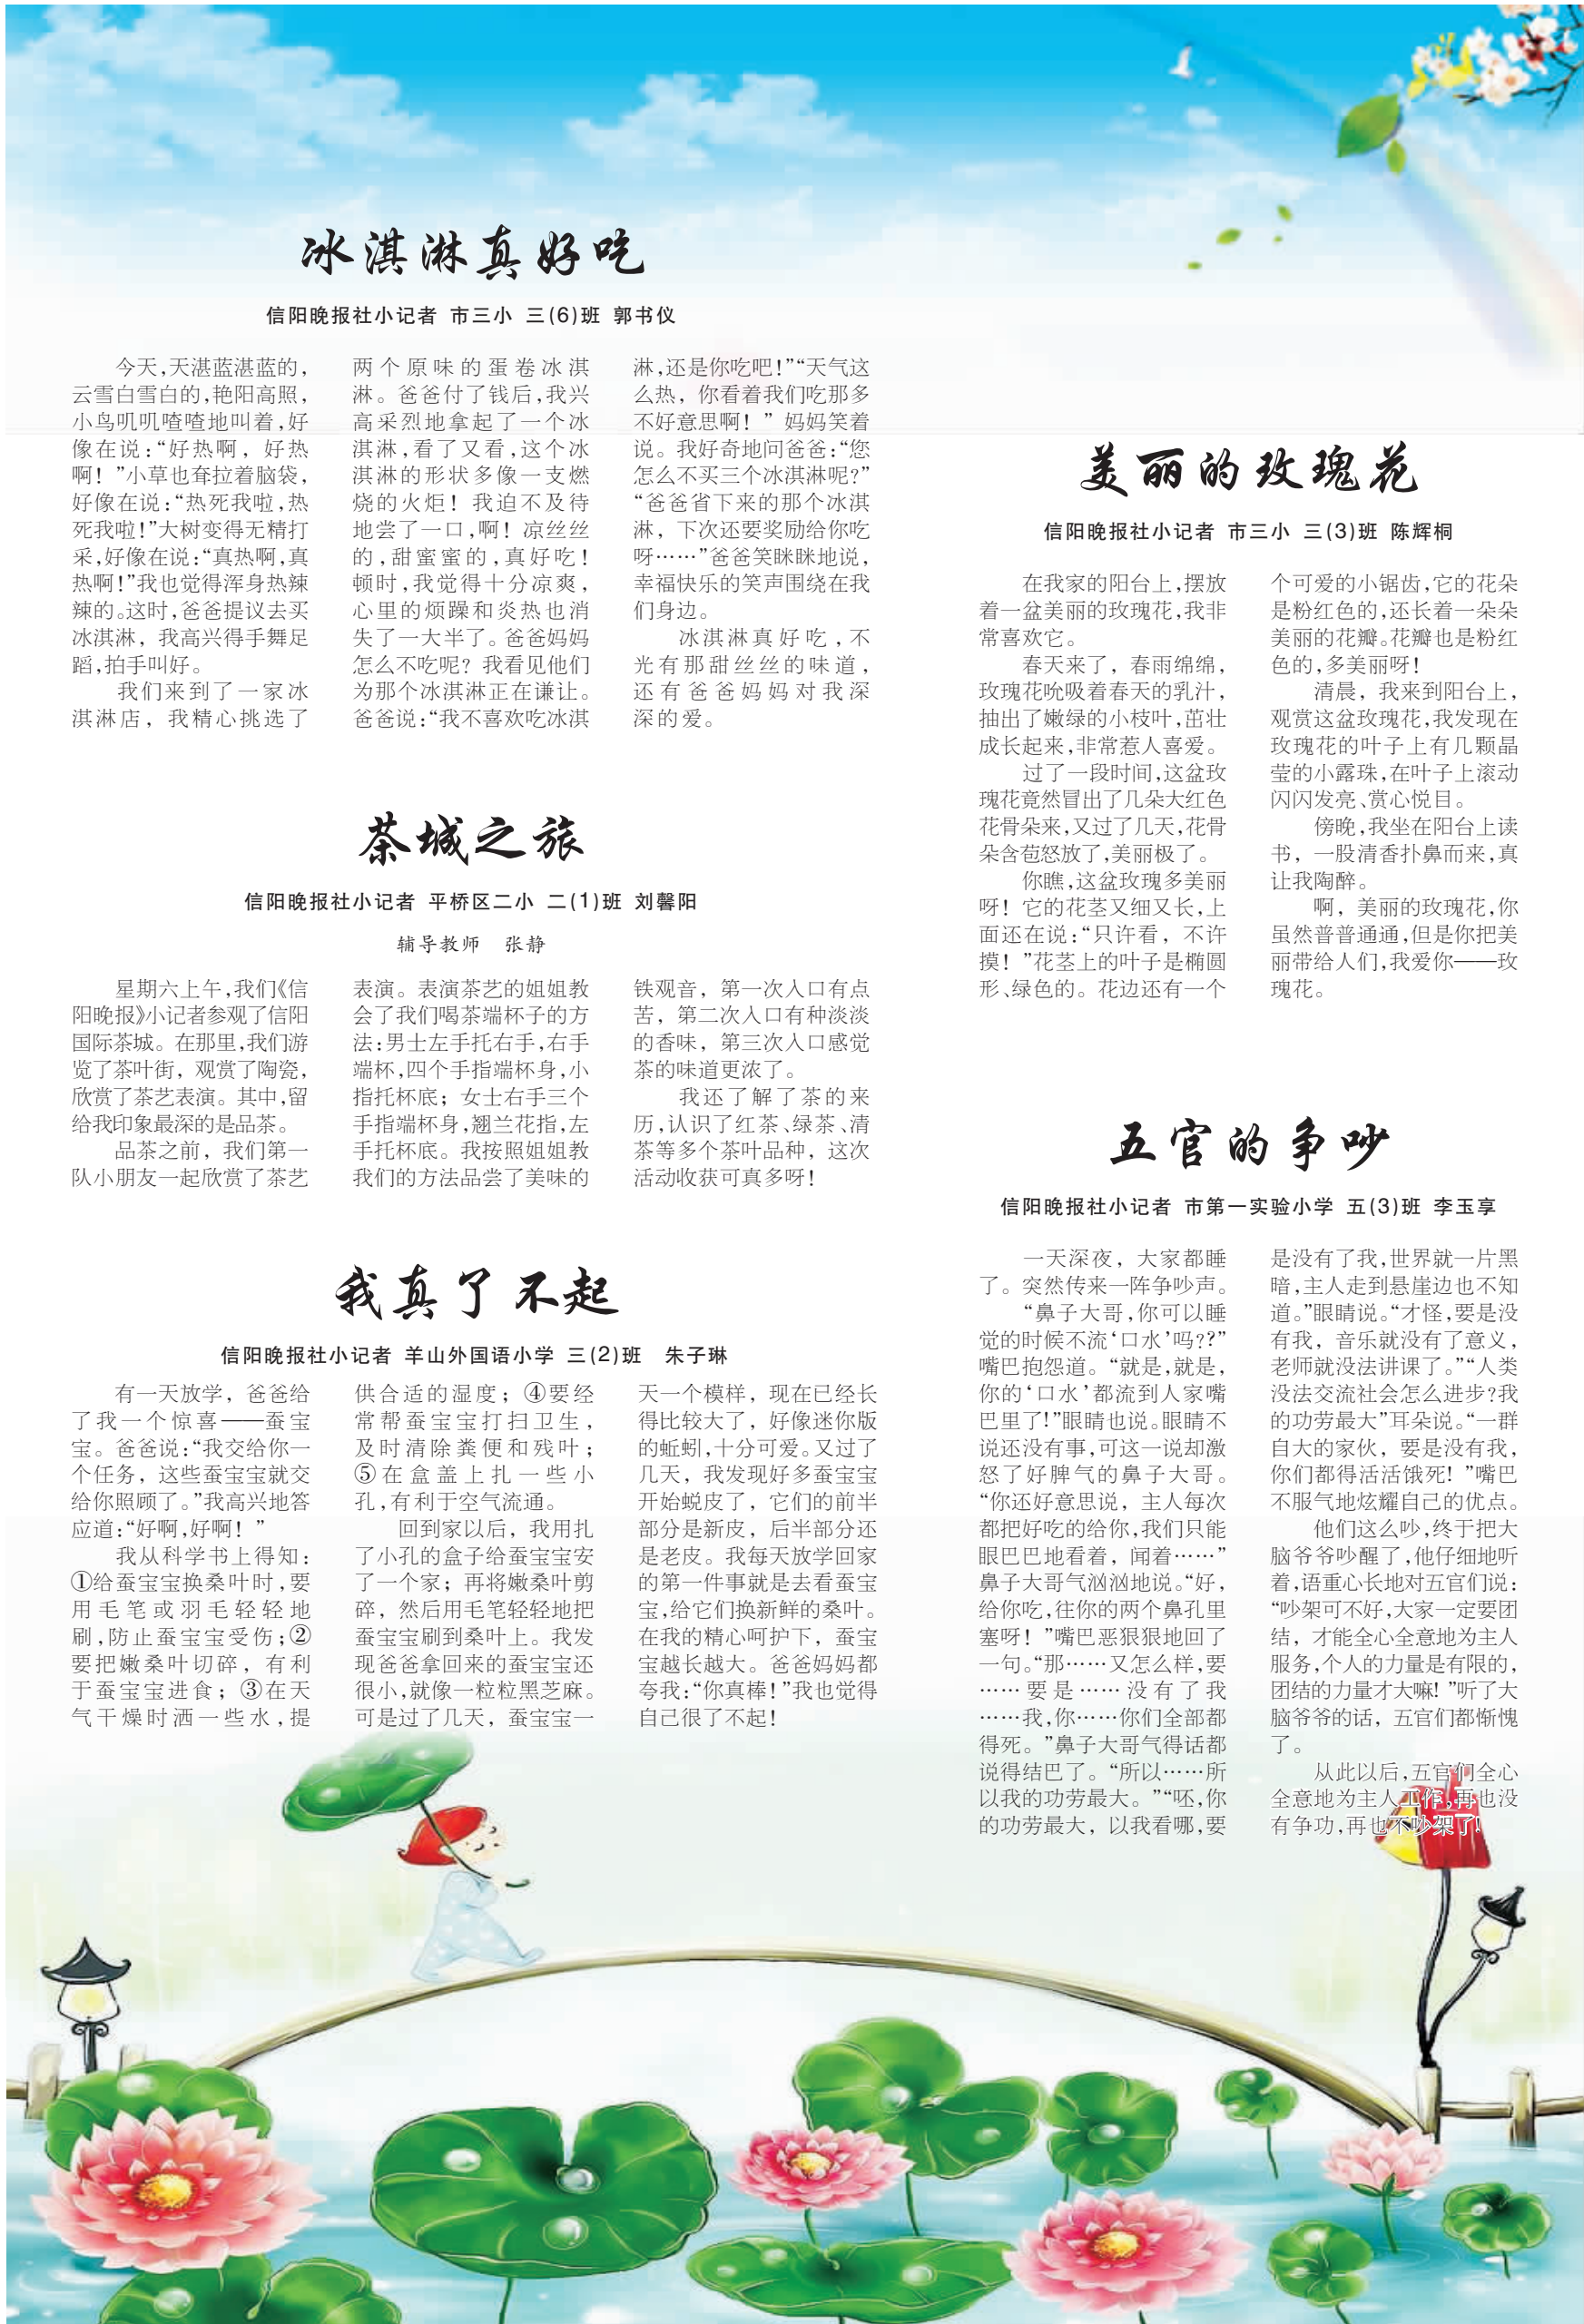 冰淇淋真好吃
信阳晚报社小记者 市三小 三(6)班 郭书仪
今天,天湛蓝湛蓝的,
云雪白雪白的,艳阳高照,
小鸟叽叽喳喳地叫着,好
像在说:“好热啊，好热
啊！”小草也耷拉着脑袋,
好像在说:“热死我啦,热
死我啦!”大树变得无精打
采,好像在说:“真热啊,真
热啊!”我也觉得浑身热辣
辣的。这时,爸爸提议去买
冰淇淋，我高兴得手舞足
蹈,拍手叫好。
我们来到了一家冰
淇淋店，我精心挑选了
两个原味的蛋卷冰淇
淋。爸爸付了钱后,我兴
高采烈地拿起了一个冰
淇淋,看了又看,这个冰
淇淋的形状多像一支燃
烧的火炬！我迫不及待
地尝了一口,啊！凉丝丝
的,甜蜜蜜的,真好吃!
顿时,我觉得十分凉爽,
心里的烦躁和炎热也消
失了一大半了。爸爸妈妈
怎么不吃呢？我看见他们
为那个冰淇淋正在谦让。
爸爸说:“我不喜欢吃冰淇
淋,还是你吃吧!”“天气这
么热，你看着我们吃那多
不好意思啊！”妈妈笑着
说。我好奇地问爸爸:“您
怎么不买三个冰淇淋呢?”
“爸爸省下来的那个冰淇
淋，下次还要奖励给你吃
呀……”爸爸笑眯眯地说,
幸福快乐的笑声围绕在我
们身边。
冰淇淋真好吃,不
光有那甜丝丝的味道,
还有爸爸妈妈对我深
深的爱。
茶城之旅
信阳晚报社小记者 平桥区二小 二(1)班 刘馨阳
辅导教师 张静
星期六上午,我们《信
阳晚报》小记者参观了信阳
国际茶城。在那里,我们游
览了茶叶街，观赏了陶瓷,
欣赏了茶艺表演。其中,留
给我印象最深的是品茶。
品茶之前，我们第一
队小朋友一起欣赏了茶艺
表演。表演茶艺的姐姐教
会了我们喝茶端杯子的方
法:男士左手托右手,右手
端杯,四个手指端杯身,小
指托杯底；女士右手三个
手指端杯身,翘兰花指,左
手托杯底。我按照姐姐教
我们的方法品尝了美味的
铁观音，第一次入口有点
苦，第二次入口有种淡淡
的香味，第三次入口感觉
茶的味道更浓了。
我还了解了茶的来
历,认识了红茶、绿茶、清
茶等多个茶叶品种，这次
活动收获可真多呀!
我真了不起
信阳晚报社小记者 羊山外国语小学 三(2)班 朱子琳
有一天放学，爸爸给
了我一个惊喜——蚕宝
宝。爸爸说:“我交给你一
个任务，这些蚕宝宝就交
给你照顾了。”我高兴地答
应道:“好啊,好啊！”
我从科学书上得知:
①给蚕宝宝换桑叶时,要
用毛笔或羽毛轻轻地
刷,防止蚕宝宝受伤;②
要把嫩桑叶切碎，有利
于蚕宝宝进食；③在天
气干燥时洒一些水,提
供合适的湿度；④要经
常帮蚕宝宝打扫卫生,
及时清除粪便和残叶;
⑤在盒盖上扎一些小
孔,有利于空气流通。
回到家以后，我用扎
了小孔的盒子给蚕宝宝安
了一个家；再将嫩桑叶剪
碎，然后用毛笔轻轻地把
蚕宝宝刷到桑叶上。我发
现爸爸拿回来的蚕宝宝还
很小,就像一粒粒黑芝麻。
可是过了几天，蚕宝宝一
天一个模样，现在已经长
得比较大了，好像迷你版
的蚯蚓,十分可爱。又过了
几天，我发现好多蚕宝宝
开始蜕皮了，它们的前半
部分是新皮，后半部分还
是老皮。我每天放学回家
的第一件事就是去看蚕宝
宝,给它们换新鲜的桑叶。
在我的精心呵护下，蚕宝
宝越长越大。爸爸妈妈都
夸我:“你真棒!”我也觉得
自己很了不起!
美丽的玫瑰花
信阳晚报社小记者 市三小 三(3)班 陈辉桐
在我家的阳台上,摆放
着一盆美丽的玫瑰花,我非
常喜欢它。
春天来了，春雨绵绵,
玫瑰花吮吸着春天的乳汁,
抽出了嫩绿的小枝叶,茁壮
成长起来,非常惹人喜爱。
过了一段时间,这盆玫
瑰花竟然冒出了几朵大红色
花骨朵来,又过了几天,花骨
朵含苞怒放了,美丽极了。
你瞧,这盆玫瑰多美丽
呀！它的花茎又细又长,上
面还在说:“只许看，不许
摸！”花茎上的叶子是椭圆
形、绿色的。花边还有一个
个可爱的小锯齿,它的花朵
是粉红色的,还长着一朵朵
美丽的花瓣。花瓣也是粉红
色的,多美丽呀!
清晨，我来到阳台上,
观赏这盆玫瑰花,我发现在
玫瑰花的叶子上有几颗晶
莹的小露珠,在叶子上滚动
闪闪发亮、赏心悦目。
傍晚,我坐在阳台上读
书，一股清香扑鼻而来,真
让我陶醉。
啊，美丽的玫瑰花,你
虽然普普通通,但是你把美
丽带给人们,我爱你——玫
瑰花。
五官的争吵
信阳晚报社小记者 市第一实验小学 五(3)班 李玉享
一天深夜，大家都睡
了。突然传来一阵争吵声。
“鼻子大哥,你可以睡
觉的时候不流‘口水’吗??”
嘴巴抱怨道。“就是,就是,
你的‘口水’都流到人家嘴
巴里了!”眼睛也说。眼睛不
说还没有事,可这一说却激
怒了好脾气的鼻子大哥。
“你还好意思说，主人每次
都把好吃的给你,我们只能
眼巴巴地看着，闻着……”
鼻子大哥气汹汹地说。“好,
给你吃,往你的两个鼻孔里
塞呀！”嘴巴恶狠狠地回了
一句。“那……又怎么样,要
……要是……没有了我
……我,你……你们全部都
得死。”鼻子大哥气得话都
说得结巴了。“所以……所
以我的功劳最大。”“呸,你
的功劳最大，以我看哪,要
是没有了我,世界就一片黑
暗,主人走到悬崖边也不知
道。”眼睛说。“才怪,要是没
有我，音乐就没有了意义,
老师就没法讲课了。”“人类
没法交流社会怎么进步?我
的功劳最大”耳朵说。“一群
自大的家伙，要是没有我,
你们都得活活饿死！”嘴巴
不服气地炫耀自己的优点。
他们这么吵,终于把大
脑爷爷吵醒了,他仔细地听
着,语重心长地对五官们说:
“吵架可不好,大家一定要团
结，才能全心全意地为主人
服务,个人的力量是有限的,
团结的力量才大嘛!”听了大
脑爷爷的话，五官们都惭愧
了。
从此以后,五官们全心
全意地为主人工作,再也没
有争功,再也不吵架了!